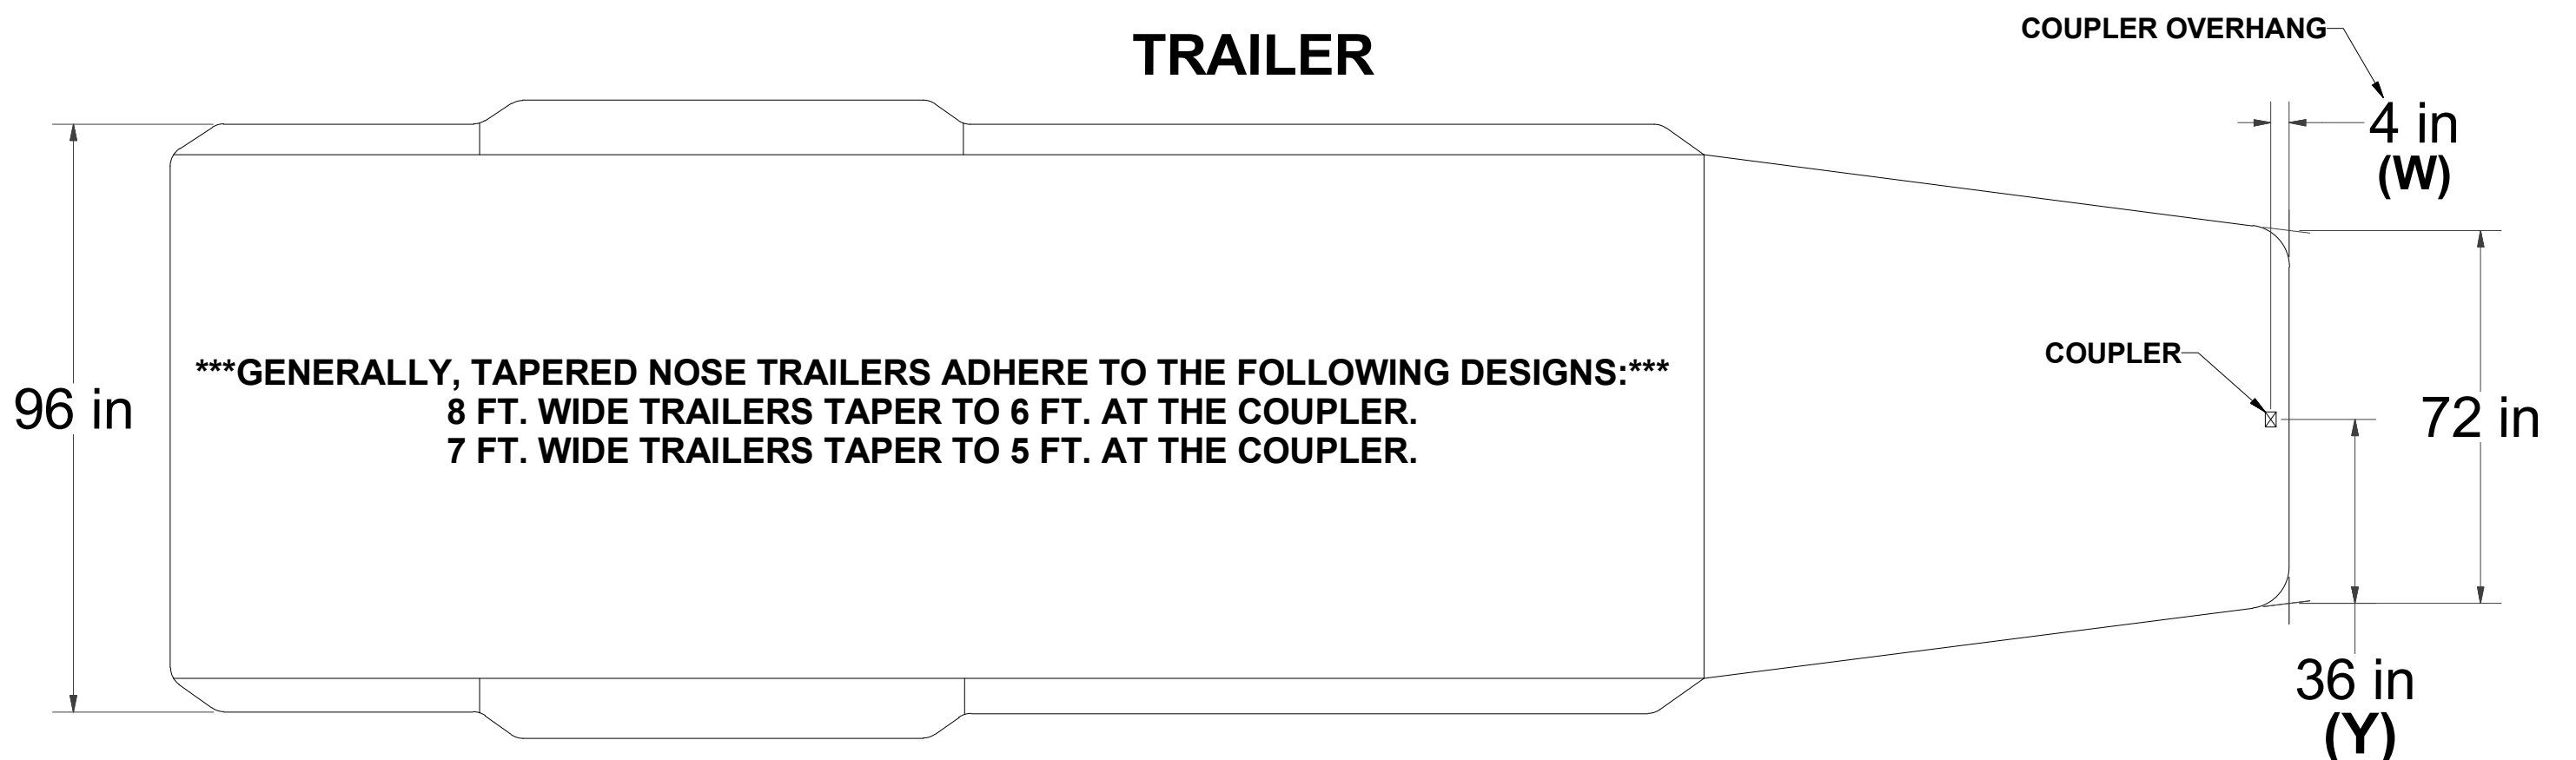 COUPLER OVERHANG
TRAILER
4 in
(W)
COUPLER
***GENERALLY, TAPERED NOSE TRAILERS ADHERE TO THE FOLLOWING DESIGNS:***
8 FT. WIDE TRAILERS TAPER TO 6 FT. AT THE COUPLER.
7 FT. WIDE TRAILERS TAPER TO 5 FT. AT THE COUPLER.
96 in
72 in
36 in
(Y)